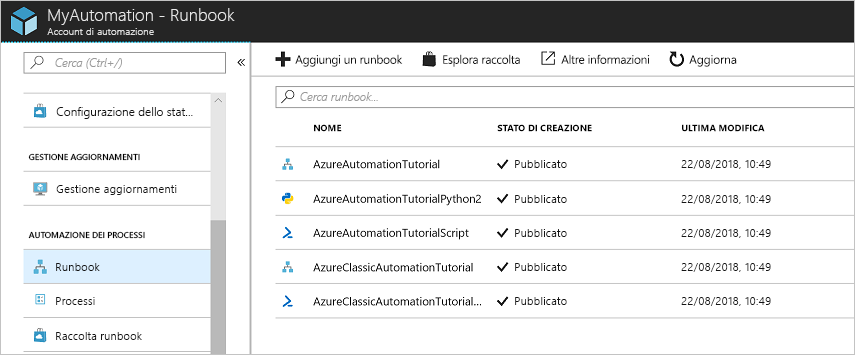 MyAutomation - Runbook
Account di automazione
Cerca (Ctrl+/)
Configurazione dello stat...
GESTIONE AGGIORNAMENTI
Gestione aggiornamenti
AUTOMAZIONE DEI PROCESSI
Runbook
Processi
Raccolta runbook
Aggiungi un runbook Esplora raccolta Altre informazioni Aggiorna
Cerca runbook...
NOME STATO DI CREAZIONE ULTIMA MODIFICA
AzureAutomationTutorial Pubblicato 22/08/2018, 10:49
AzureAutomationTutorialPython2 Pubblicato 22/08/2018, 10:49
AzureAutomationTutorialScript Pubblicato 22/08/2018, 10:49
AzureClassicAutomationTutorial Pubblicato 22/08/2018, 10:49
AzureClassicAutomationTutorial... Pubblicato 22/08/2018, 10:49